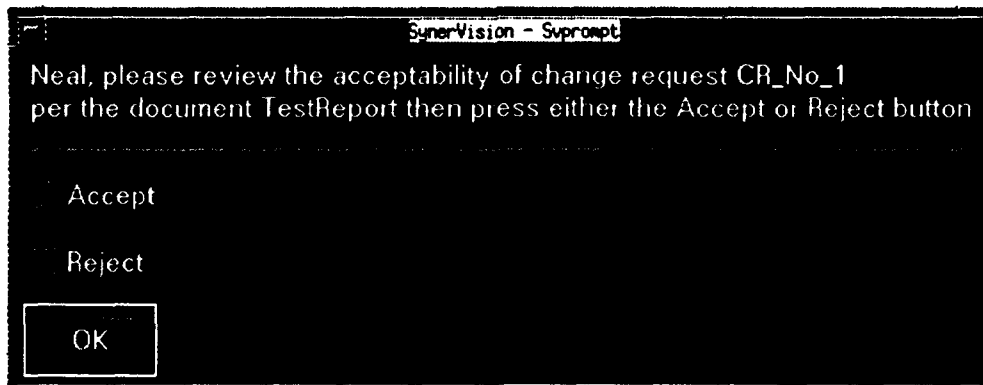 SynerVision - Svprompt
Neal, please review the acceptability of change request CR_No_1
per the document TestReport then press either the Accept or Reject button
Accept
Reject
OK